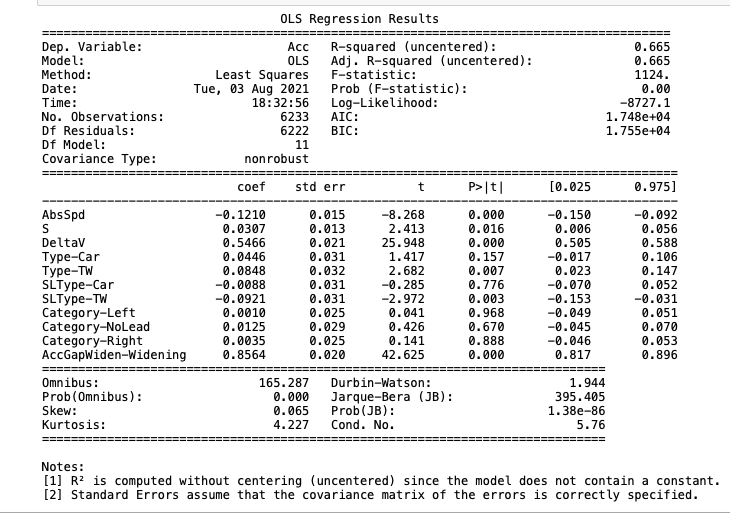 OLS Regression Results
==============================================================================
Dep. Variable: Acc R-squared (uncentered): 0.665
Model: OLS Adj. R-squared (uncentered): 0.665
Method: Least Squares F-statistic: 1124.
Date: Tue, 03 Aug 2021 Prob (F-statistic): 0.00
Time: 18:32:56 Log-Likelihood: -8727.1
No. Observations: 6233 AIC: 1.748e+04
Df Residuals: 6222 BIC: 1.755e+04
Df Model: 11
Covariance Type: nonrobust
==============================================================================
coef std err t P>|t| [0.025 0.975]
------------------------------------------------------------------------------
AbsSpd -0.1210 0.015 -8.268 0.000 -0.150 -0.092
S 0.0307 0.013 2.413 0.016 0.006 0.056
DeltaV 0.5466 0.021 25.948 0.000 0.505 0.588
Type-Car 0.0446 0.031 1.417 0.157 -0.017 0.106
Type-TW 0.0848 0.032 2.682 0.007 0.023 0.147
SLType-Car -0.0088 0.031 -0.285 0.776 -0.070 0.052
SLType-TW -0.0921 0.031 -2.972 0.003 -0.153 -0.031
Category-Left 0.0010 0.025 0.041 0.968 -0.049 0.051
Category-NoLead 0.0125 0.029 0.426 0.670 -0.045 0.070
Category-Right 0.0035 0.025 0.141 0.888 -0.046 0.053
AccGapWiden-Widening 0.8564 0.020 42.625 0.000 0.817 0.896
==============================================================================
Omnibus: 165.287 Durbin-Watson: 1.944
Prob(Omnibus): 0.000 Jarque-Bera (JB): 395.405
Skew: 0.065 Prob(JB): 1.38e-86
Kurtosis: 4.227 Cond. No. 5.76
==============================================================================
Notes:
[1] R² is computed without centering (uncentered) since the model does not contain a constant.
[2] Standard Errors assume that the covariance matrix of the errors is correctly specified.